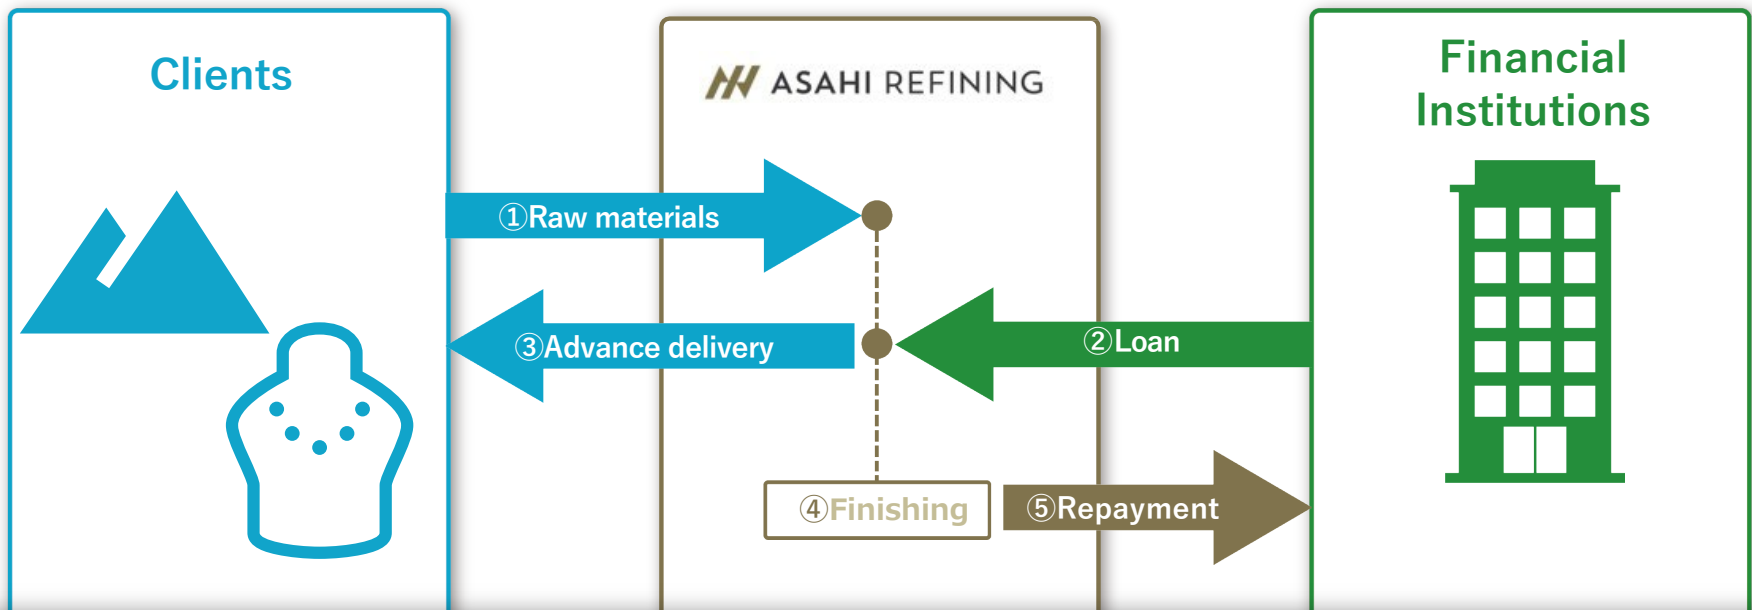 Clients
ASAHI REFINING
Financial
Institutions
①Raw materials
③Advance delivery
②Loan
④Finishing
⑤Repayment